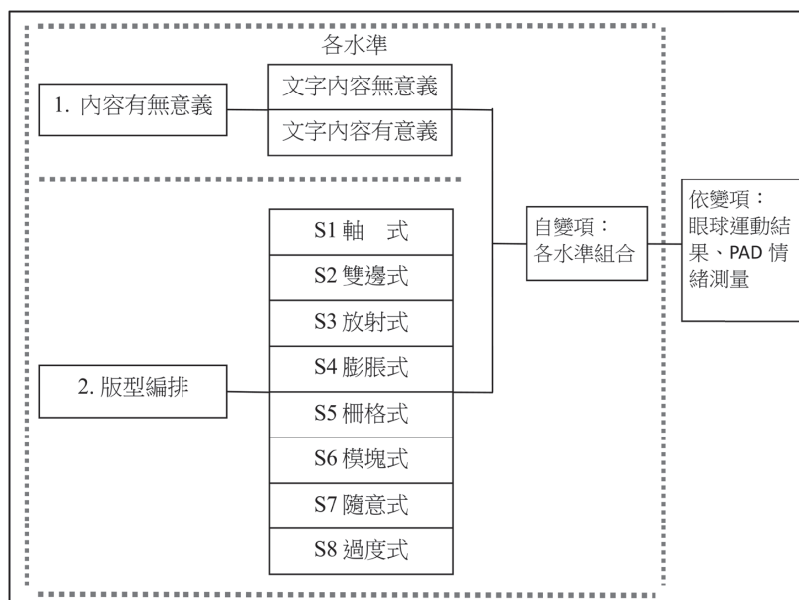 各水準
1. 內容有無意義
文字內容無意義
文字內容有意義
2. 版型編排
S1 軸　式
S2 雙邊式
S3 放射式
S4 膨脹式
S5 柵格式
S6 模塊式
S7 隨意式
S8 過度式
自變項：
各水準組合
依變項：
眼球運動結
果、PAD 情
緒測量